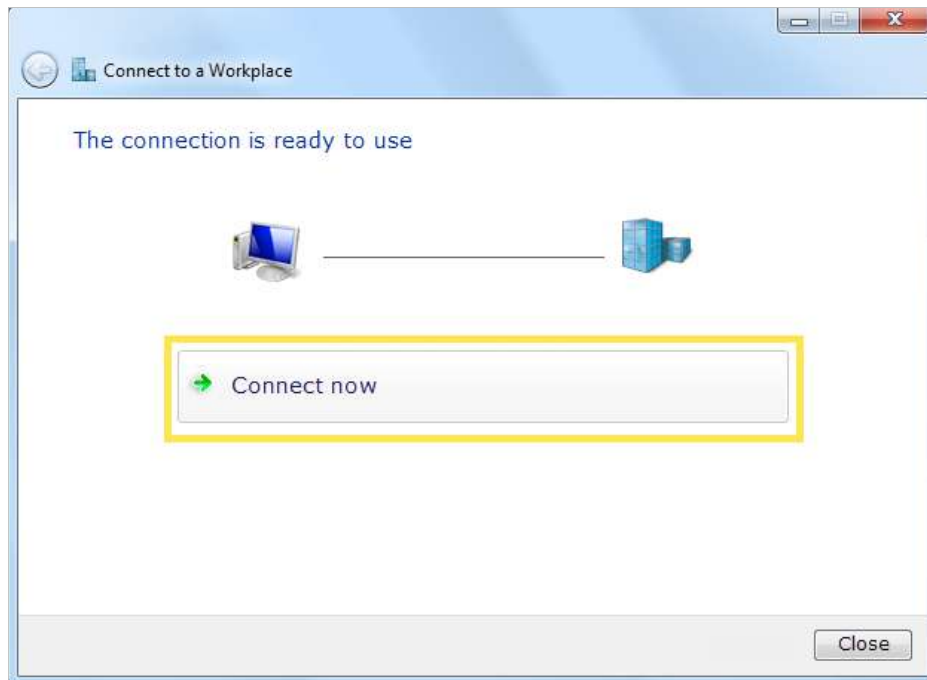 Connect to a Workplace
The connection is ready to use
Connect now
Close